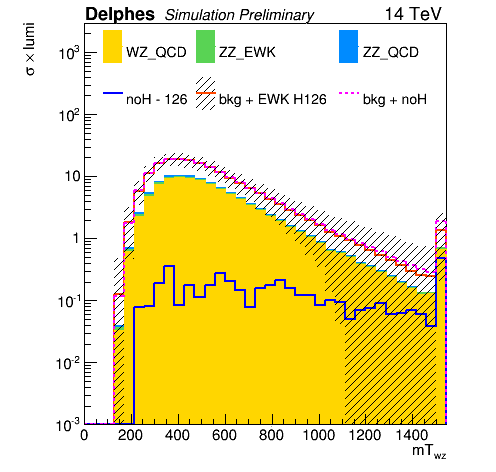 Delphes Simulation Preliminary 14 TeV
σ × lumi
WZ_QCD ZZ_EWK ZZ_QCD
noH - 126 bkg + EWK H126 bkg + noH
10³
10²
10
1
10⁻¹
10⁻²
10⁻³
0 200 400 600 800 1000 1200 1400
mT_wz